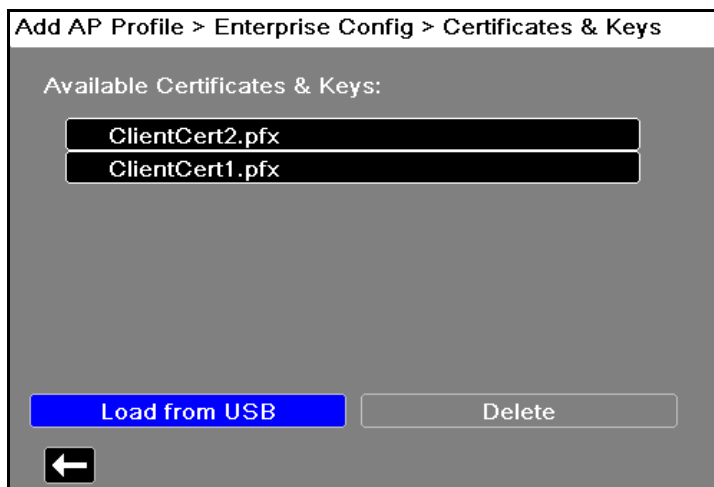 Add AP Profile > Enterprise Config > Certificates & Keys
Available Certificates & Keys:
ClientCert2.pfx
ClientCert1.pfx
Load from USB
Delete